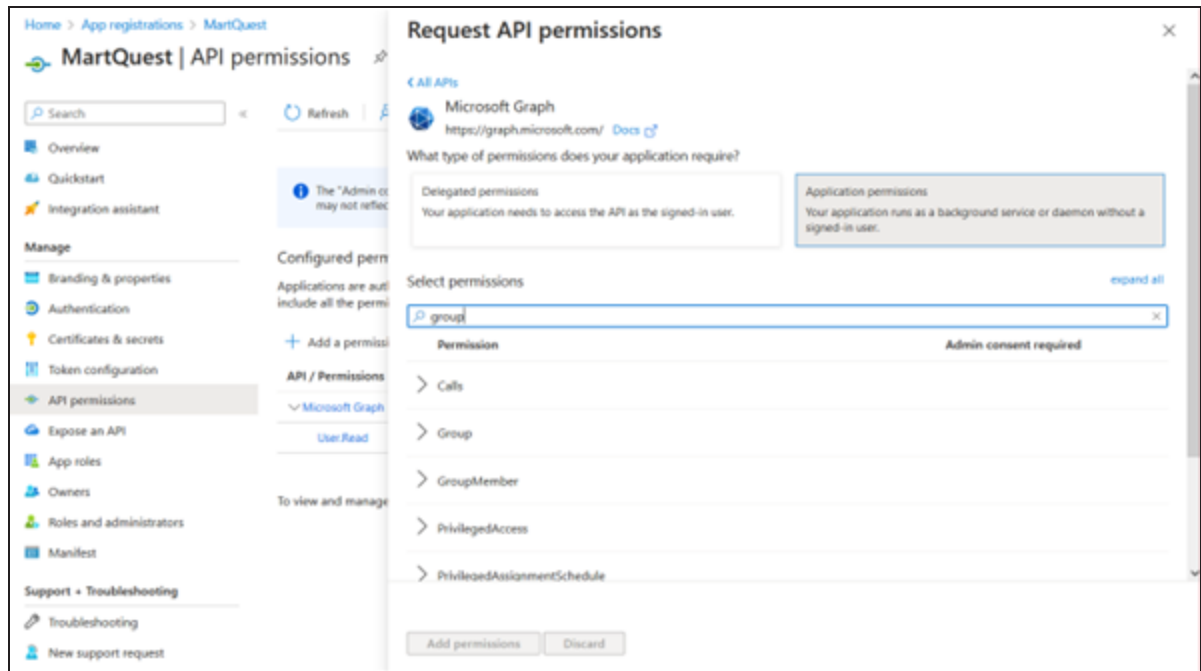 Home > App registrations > MartQuest
MartQuest | API permissions
Search
Overview
Quickstart
Integration assistant
Manage
Branding & properties
Authentication
Certificates & secrets
Token configuration
API permissions
Expose an API
App roles
Owners
Roles and administrators
Manifest
Support + Troubleshooting
Troubleshooting
New support request
Refresh
The "Admin co
may not reflec
Configured perm
Applications are aut
include all the permi
Add a permissi
API / Permissions
Microsoft Graph
User.Read
To view and manage
Request API permissions
All APIs
Microsoft Graph
https://graph.microsoft.com/ Docs
What type of permissions does your application require?
Delegated permissions
Your application needs to access the API as the signed-in user.
Application permissions
Your application runs as a background service or daemon without a
signed-in user.
Select permissions
expand all
group
Permission Admin consent required
Calls
Group
GroupMember
PrivilegedAccess
PrivilegedAssignmentSchedule
Add permissions Discard